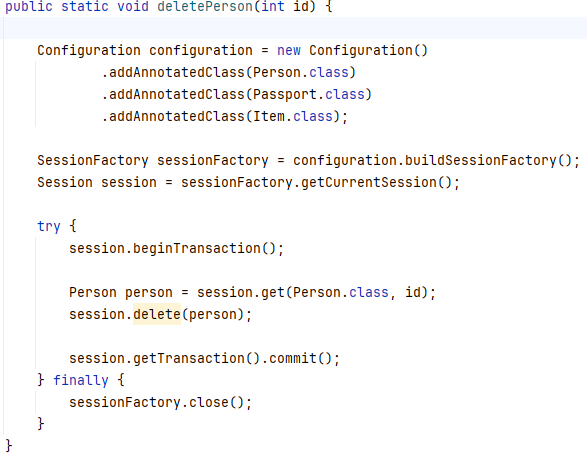 public static void deletePerson(int id) {
Configuration configuration = new Configuration()
.addAnnotatedClass(Person.class)
.addAnnotatedClass(Passport.class)
.addAnnotatedClass(Item.class);
SessionFactory sessionFactory = configuration.buildSessionFactory();
Session session = sessionFactory.getCurrentSession();
try {
session.beginTransaction();
Person person = session.get(Person.class, id);
session.delete(person);
session.getTransaction().commit();
} finally {
sessionFactory.close();
}
}